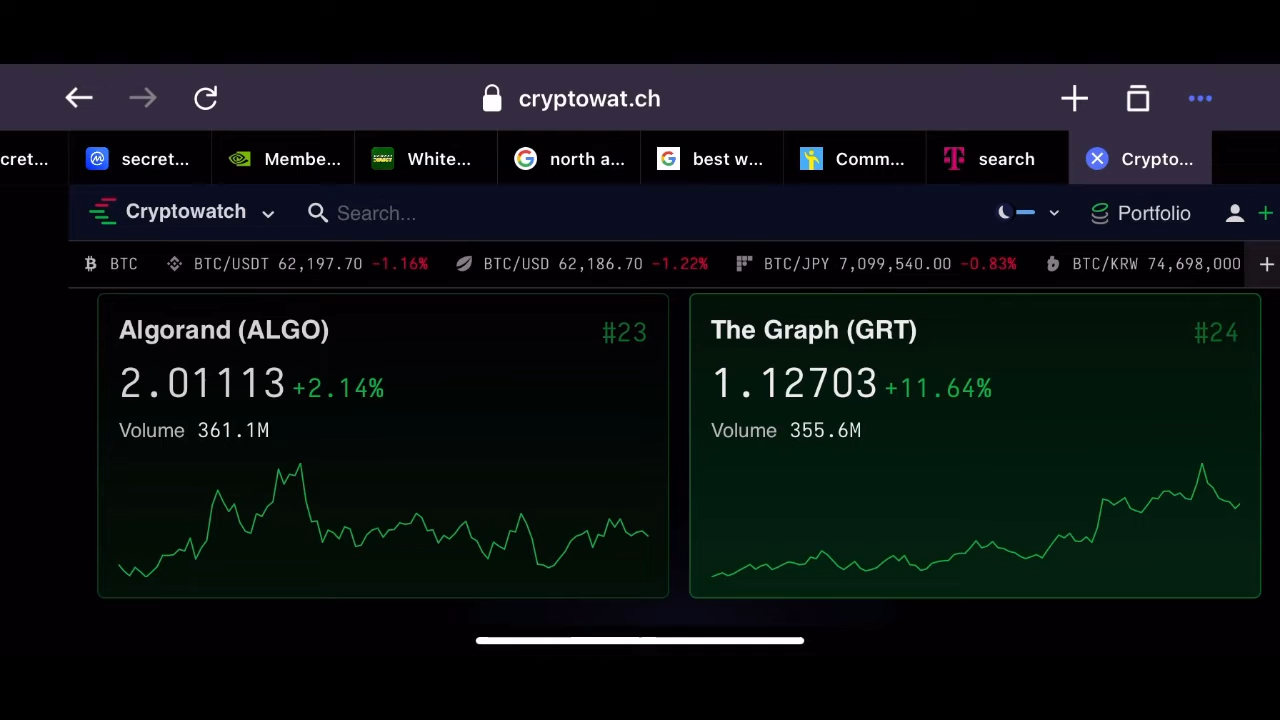 cryptowat.ch
cret... secret... Membe... White... north a... best w... Comm... search Crypto...
Cryptowatch Search... Portfolio
BTC BTC/USDT 62,197.70 -1.16% BTC/USD 62,186.70 -1.22% BTC/JPY 7,099,540.00 -0.83% BTC/KRW 74,698,000
Algorand (ALGO) #23
2.01113 +2.14%
Volume 361.1M
The Graph (GRT) #24
1.12703 +11.64%
Volume 355.6M